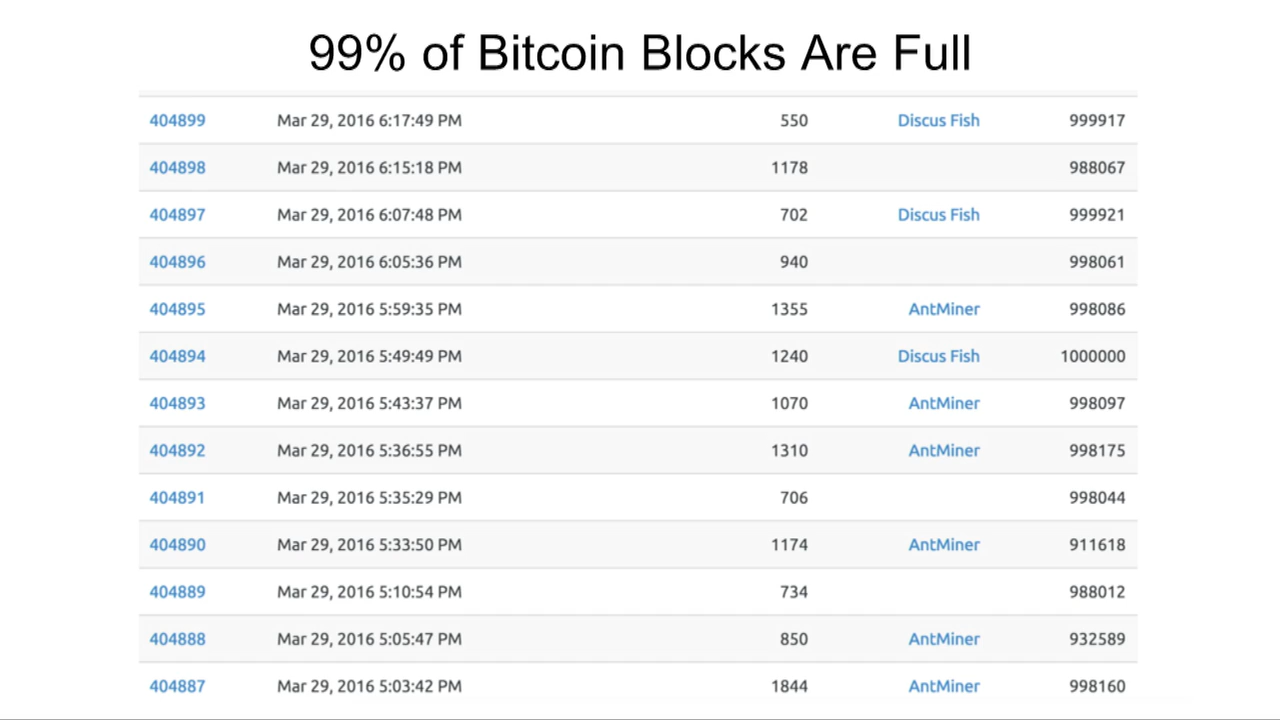 99% of Bitcoin Blocks Are Full
404899 Mar 29, 2016 6:17:49 PM 550 Discus Fish 999917
404898 Mar 29, 2016 6:15:18 PM 1178 988067
404897 Mar 29, 2016 6:07:48 PM 702 Discus Fish 999921
404896 Mar 29, 2016 6:05:36 PM 940 998061
404895 Mar 29, 2016 5:59:35 PM 1355 AntMiner 998086
404894 Mar 29, 2016 5:49:49 PM 1240 Discus Fish 1000000
404893 Mar 29, 2016 5:43:37 PM 1070 AntMiner 998097
404892 Mar 29, 2016 5:36:55 PM 1310 AntMiner 998175
404891 Mar 29, 2016 5:35:29 PM 706 998044
404890 Mar 29, 2016 5:33:50 PM 1174 AntMiner 911618
404889 Mar 29, 2016 5:10:54 PM 734 988012
404888 Mar 29, 2016 5:05:47 PM 850 AntMiner 932589
404887 Mar 29, 2016 5:03:42 PM 1844 AntMiner 998160